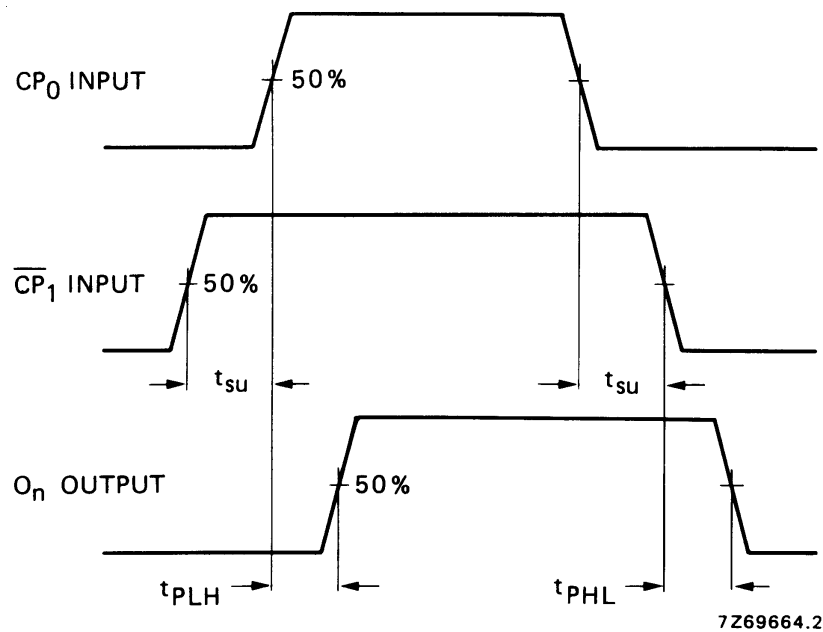 CP0 INPUT
50%
CP1 INPUT
50%
tsu
tsu
On OUTPUT
50%
tPLH
tPHL
7Z69664.2